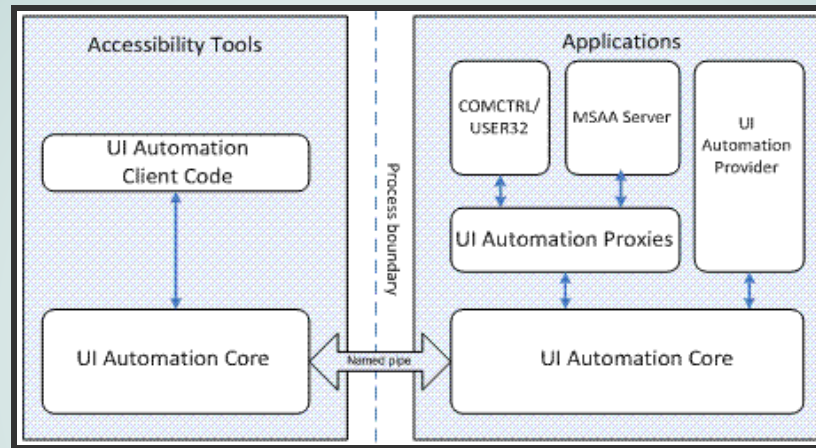 Accessibility Tools
UI Automation
Client Code
UI Automation Core
Process boundary
Named pipe
Applications
COMCTRL/
USER32
MSAA Server
UI
Automation
Provider
UI Automation Proxies
UI Automation Core